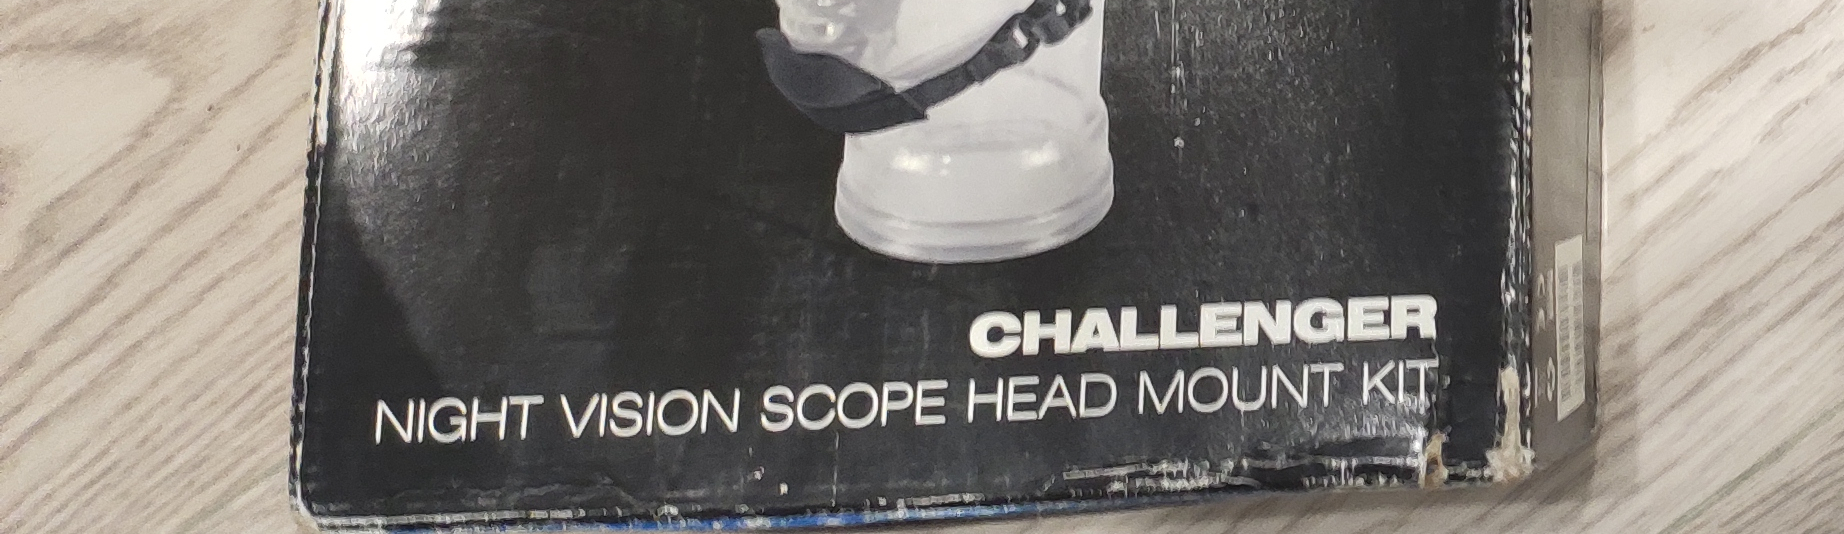 CHALLENGER
NIGHT VISION SCOPE HEAD MOUNT KIT